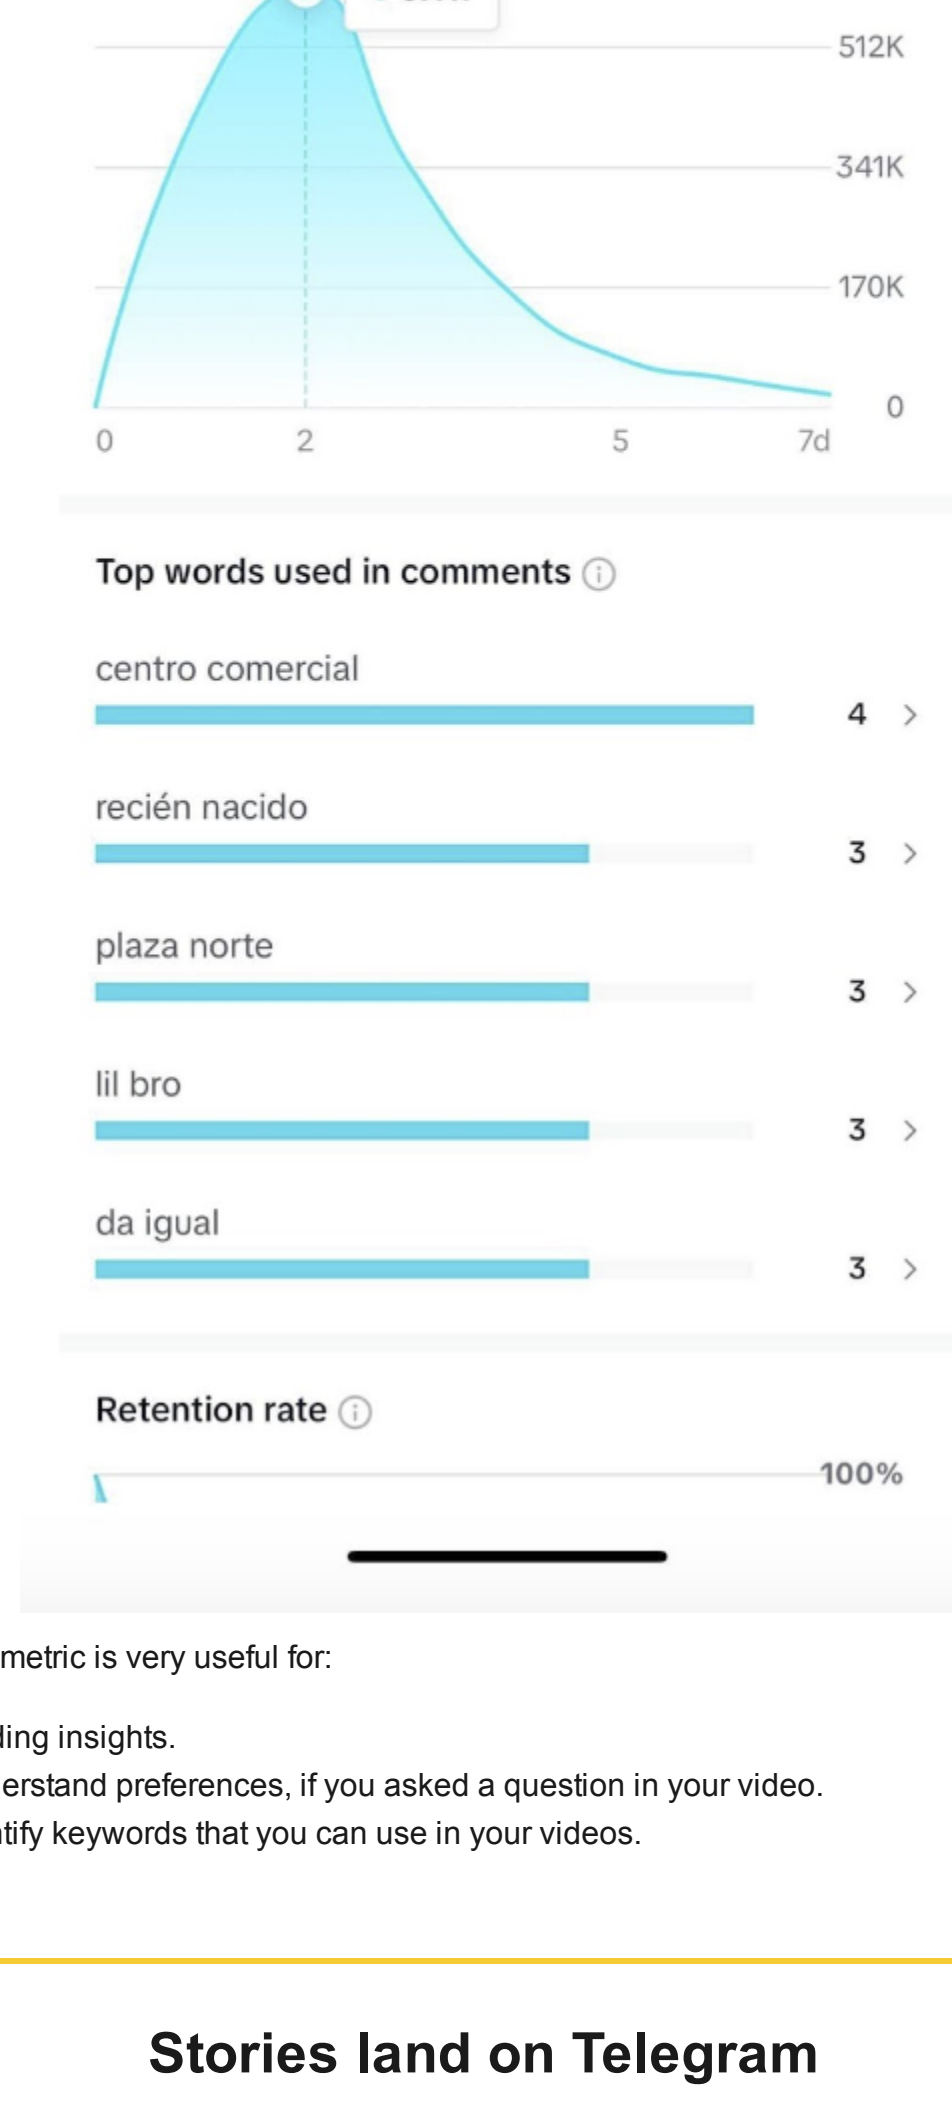 512K
341K
170K
0
0 2 5 7d
Top words used in comments
centro comercial
4
recién nacido
3
plaza norte
3
lil bro
3
da igual
3
Retention rate
100%
metric is very useful for:
insights.
preferences, if you asked a question in your video.
keywords that you can use in your videos.
Stories land on Telegram